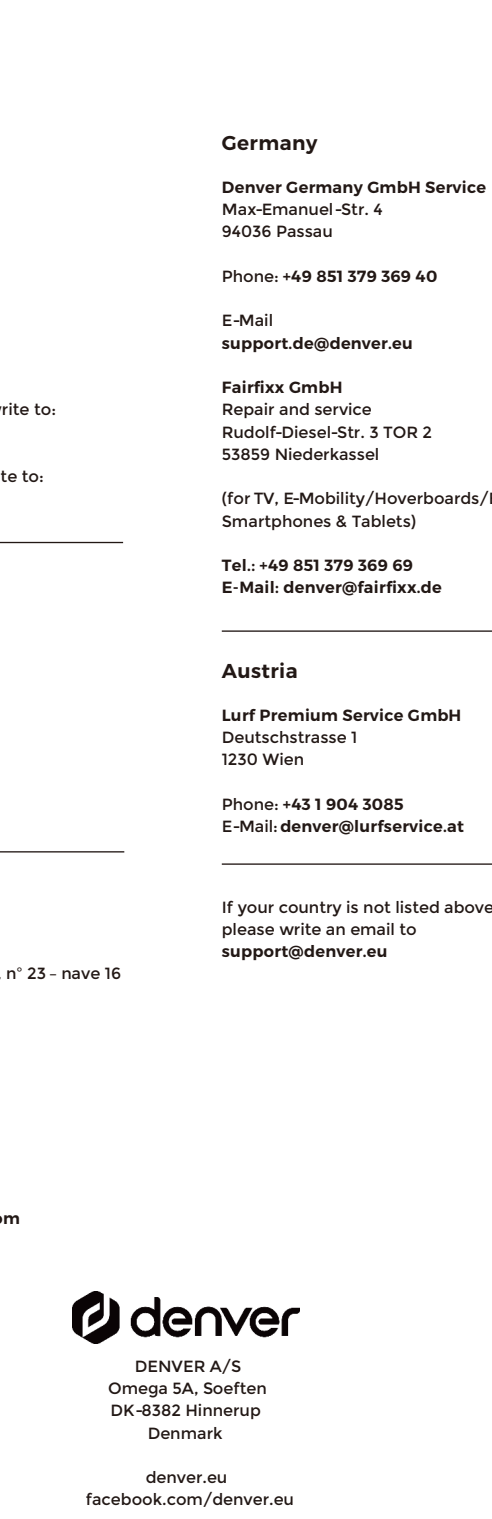 rite to:
te to:
n° 23 – nave 16
om
Germany
Denver Germany GmbH Service
Max-Emanuel-Str. 4
94036 Passau
Phone: +49 851 379 369 40
E-Mail
support.de@denver.eu
Fairfixx GmbH
Repair and service
Rudolf-Diesel-Str. 3 TOR 2
53859 Niederkassel
(for TV, E-Mobility/Hoverboards/
Smartphones & Tablets)
Tel.: +49 851 379 369 69
E-Mail: denver@fairfixx.de
Austria
Lurf Premium Service GmbH
Deutschstrasse 1
1230 Wien
Phone: +43 1 904 3085
E-Mail: denver@lurfservice.at
If your country is not listed above
please write an email to
support@denver.eu
denver
DENVER A/S
Omega 5A, Soeften
DK-8382 Hinnerup
Denmark
denver.eu
facebook.com/denver.eu